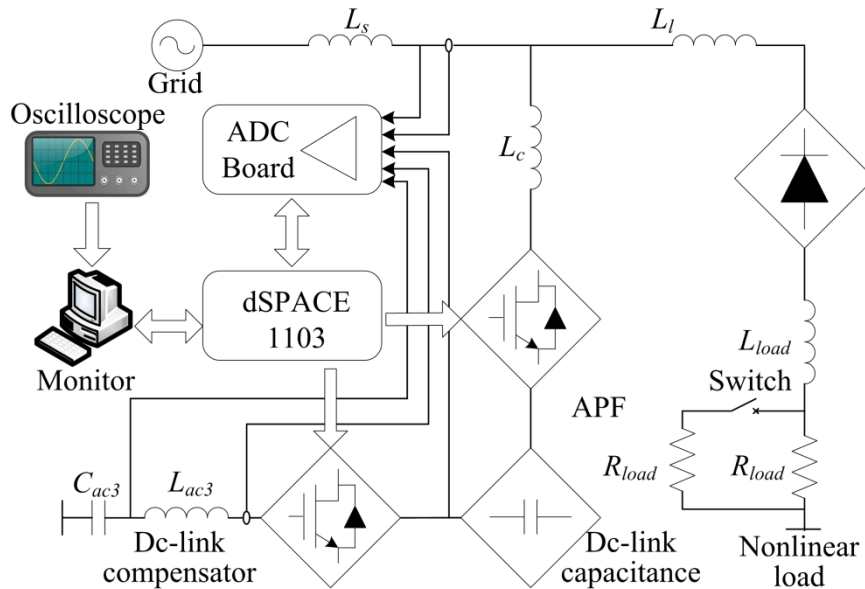 L_s
L_l
Grid
Oscilloscope
ADC
Board
L_c
dSPACE
1103
Monitor
L_load
Switch
APF
R_load
R_load
C_ac3
L_ac3
Dc-link
compensator
Dc-link
capacitance
Nonlinear
load